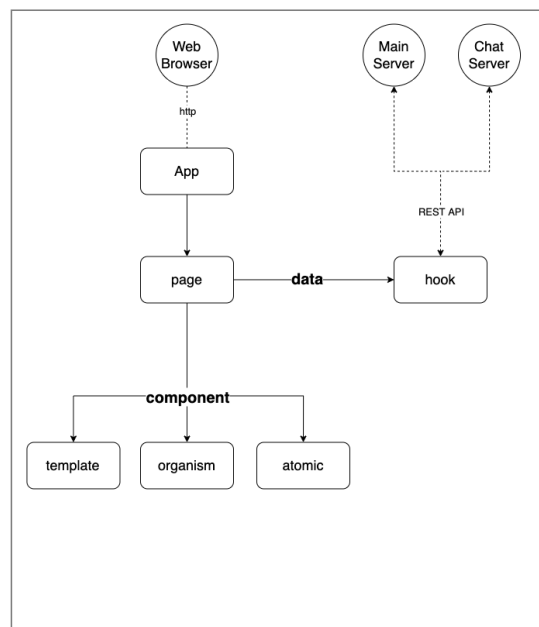 Web
Browser
Main
Server
Chat
Server
http
App
REST API
page
data
hook
component
template
organism
atomic